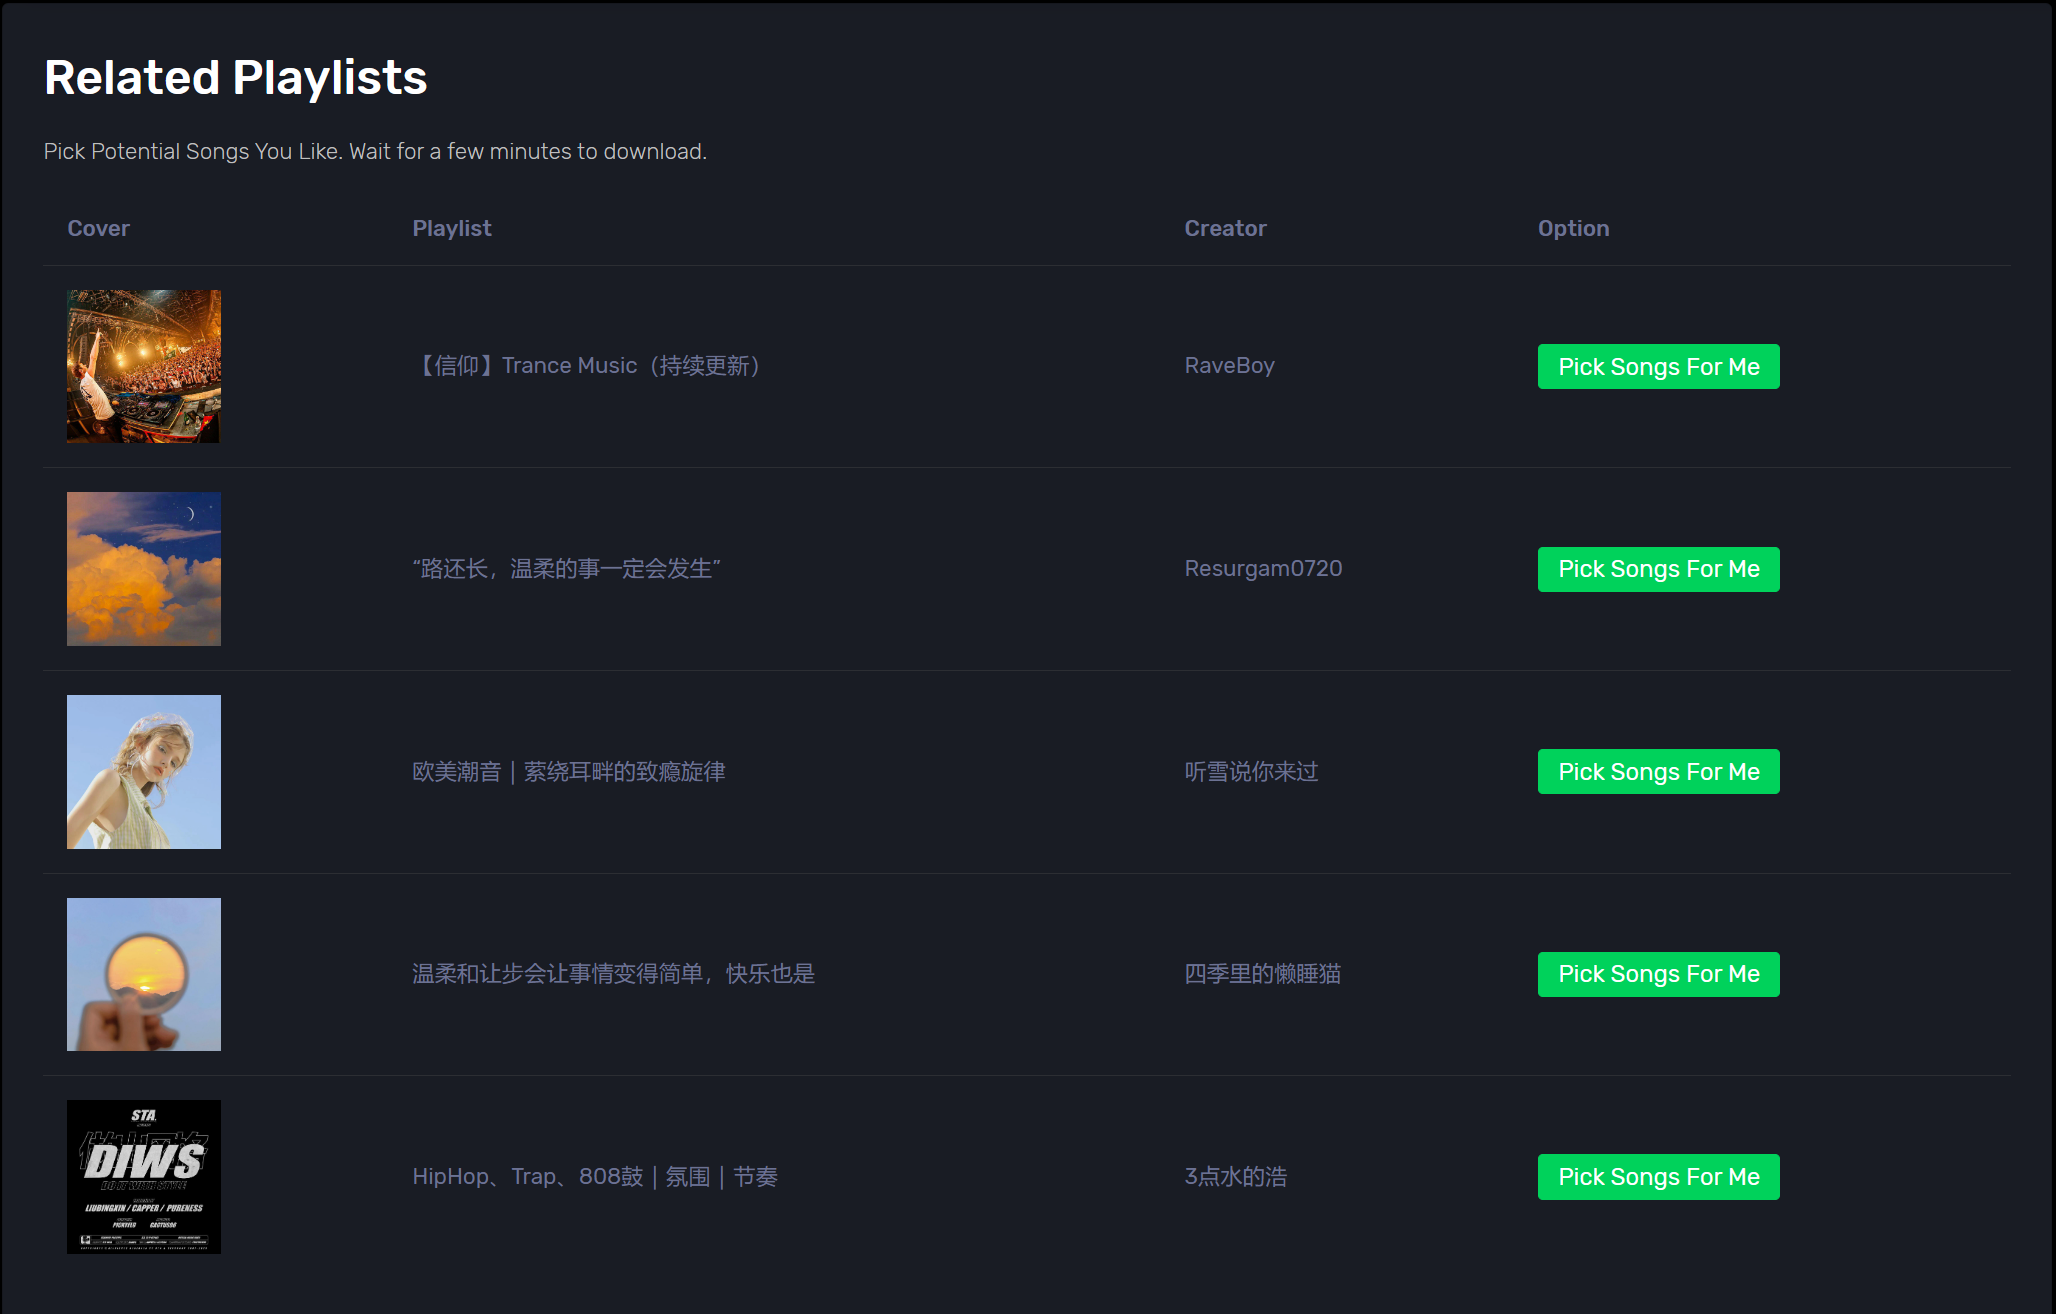 Related Playlists
Pick Potential Songs You Like. Wait for a few minutes to download.
Cover Playlist Creator Option
【信仰】Trance Music（持续更新） RaveBoy Pick Songs For Me
“路还长，温柔的事一定会发生” Resurgam0720 Pick Songs For Me
欧美潮音｜萦绕耳畔的致瘾旋律 听雪说你来过 Pick Songs For Me
温柔和让步会让事情变得简单，快乐也是 四季里的懒睡猫 Pick Songs For Me
STA
DIWS
DO IT WITH STYLE
LIUBINGXIN / CAPPER / PURENESS
HipHop、Trap、808鼓｜氛围｜节奏 3点水的浩 Pick Songs For Me